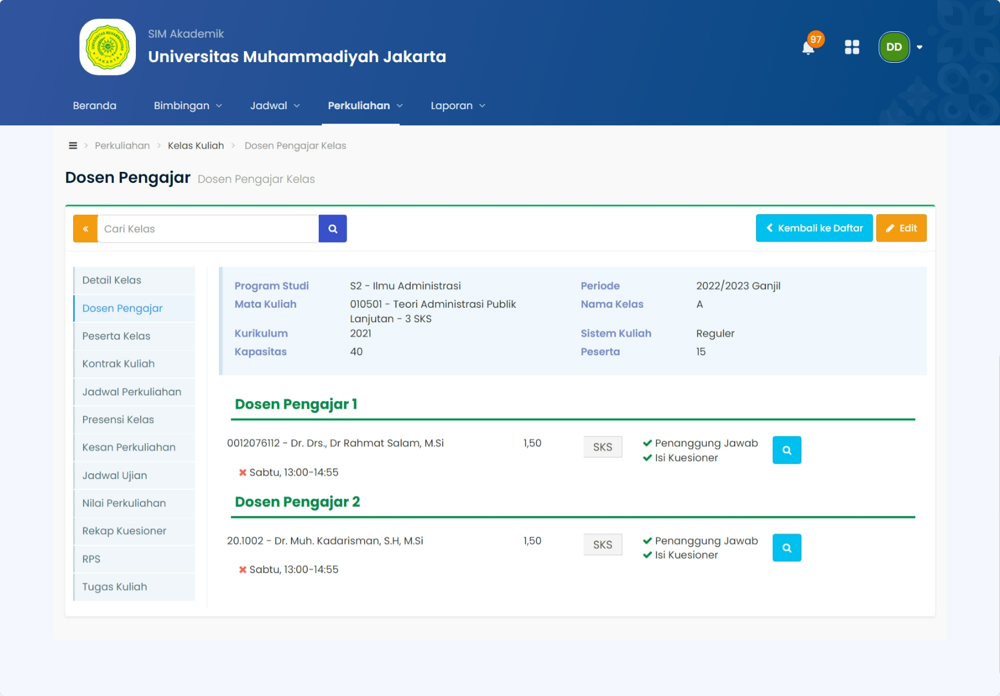 SIM Akademik
Universitas Muhammadiyah Jakarta
97
DD
Beranda
Bimbingan
Jadwal
Perkuliahan
Laporan
Perkuliahan > Kelas Kuliah > Dosen Pengajar Kelas
Dosen Pengajar Dosen Pengajar Kelas
Cari Kelas
Kembali ke Daftar
Edit
Detail Kelas
Dosen Pengajar
Peserta Kelas
Kontrak Kuliah
Jadwal Perkuliahan
Presensi Kelas
Kesan Perkuliahan
Jadwal Ujian
Nilai Perkuliahan
Rekap Kuesioner
RPS
Tugas Kuliah
Program Studi S2 - Ilmu Administrasi
Periode 2022/2023 Ganjil
Mata Kuliah 010501 - Teori Administrasi Publik
Lanjutan - 3 SKS
Nama Kelas A
Kurikulum 2021
Sistem Kuliah Reguler
Kapasitas 40
Peserta 15
Dosen Pengajar 1
0012076112 - Dr. Drs., Dr Rahmat Salam, M.Si 1,50 SKS
Penanggung Jawab
Isi Kuesioner
Sabtu, 13:00-14:55
Dosen Pengajar 2
20.1002 - Dr. Muh. Kadarisman, S.H, M.Si 1,50 SKS
Penanggung Jawab
Isi Kuesioner
Sabtu, 13:00-14:55
UNIVERSITAS MUHAMMADIYAH
JAKARTA